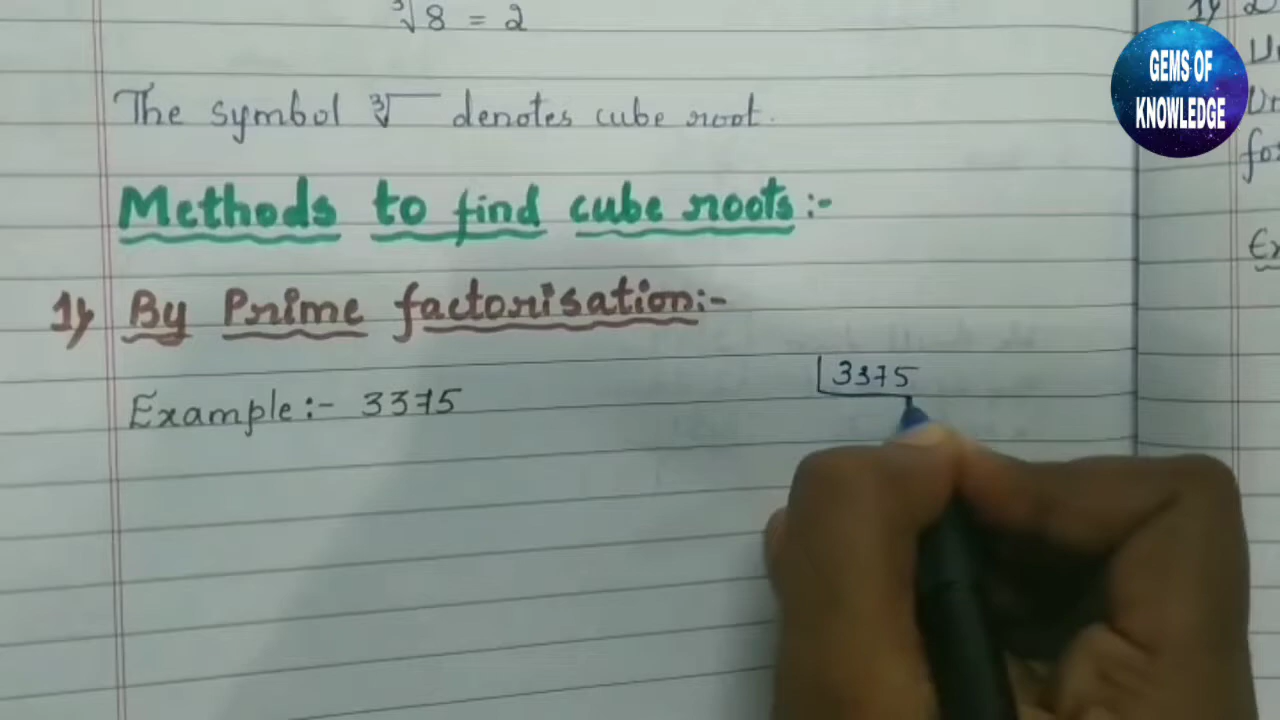 ∛8 = 2
The symbol ∛ denotes cube root.
Methods to find cube roots:-
1) By Prime factorisation:-
Example:- 3375
3375
GEMS OF
KNOWLEDGE